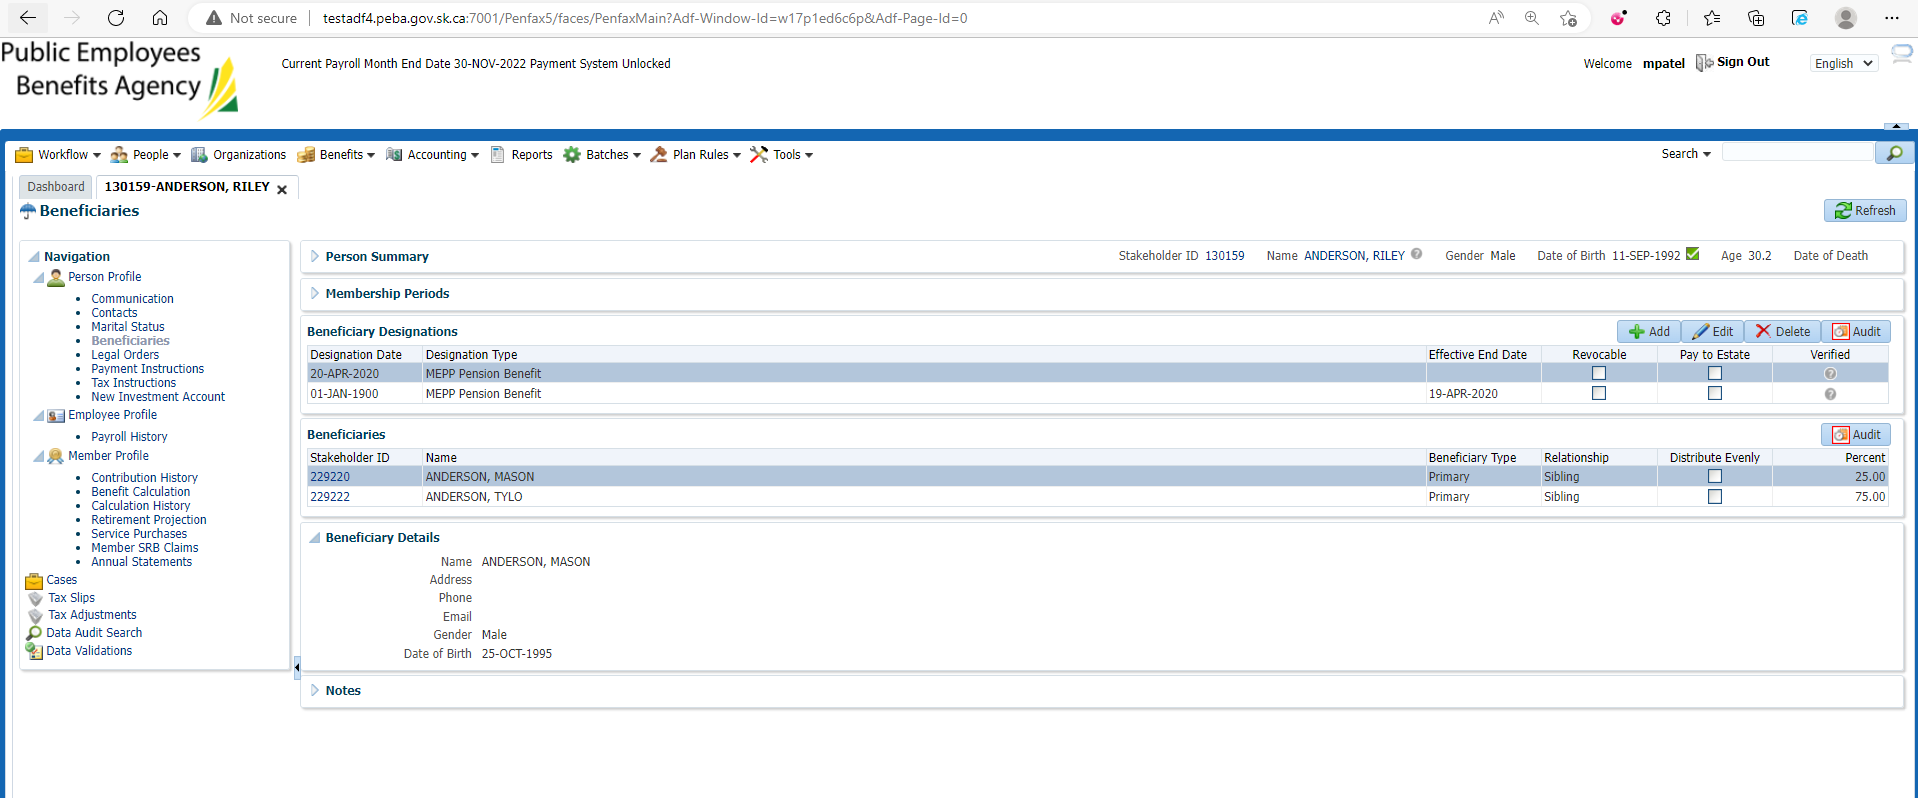 Not secure testadf4.peba.gov.sk.ca:7001/Penfax5/faces/PenfaxMain?Adf-Window-Id=w17p1ed6c6p&Adf-Page-Id=0
Public Employees
Benefits Agency
Current Payroll Month End Date 30-NOV-2022 Payment System Unlocked
Welcome mpatel Sign Out English
Workflow People Organizations Benefits Accounting Reports Batches Plan Rules Tools Search
Dashboard 130159-ANDERSON, RILEY
Beneficiaries
Refresh
Navigation
Person Profile
Communication
Contacts
Marital Status
Beneficiaries
Legal Orders
Payment Instructions
Tax Instructions
New Investment Account
Employee Profile
Payroll History
Member Profile
Contribution History
Benefit Calculation
Calculation History
Retirement Projection
Service Purchases
Member SRB Claims
Annual Statements
Cases
Tax Slips
Tax Adjustments
Data Audit Search
Data Validations
Person Summary Stakeholder ID 130159 Name ANDERSON, RILEY Gender Male Date of Birth 11-SEP-1992 Age 30.2 Date of Death
Membership Periods
Beneficiary Designations Add Edit Delete Audit
Designation Date Designation Type Effective End Date Revocable Pay to Estate Verified
20-APR-2020 MEPP Pension Benefit
01-JAN-1900 MEPP Pension Benefit 19-APR-2020
Beneficiaries Audit
Stakeholder ID Name Beneficiary Type Relationship Distribute Evenly Percent
229220 ANDERSON, MASON Primary Sibling 25.00
229222 ANDERSON, TYLO Primary Sibling 75.00
Beneficiary Details
Name ANDERSON, MASON
Address
Phone
Email
Gender Male
Date of Birth 25-OCT-1995
Notes